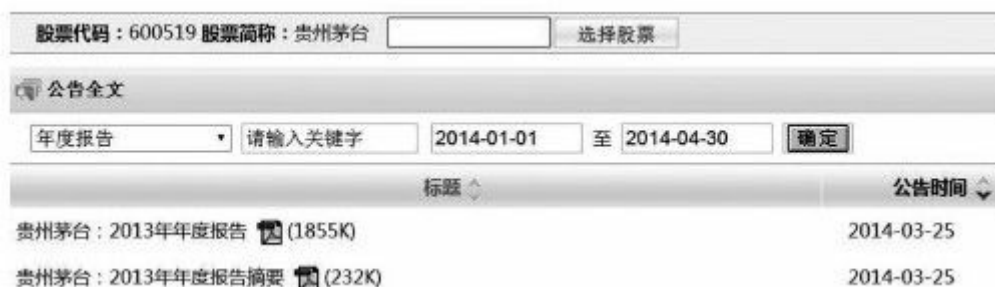 股票代码：600519 股票简称：贵州茅台 选择股票
公告全文
年度报告 请输入关键字 2014-01-01 至 2014-04-30 确定
标题 公告时间
贵州茅台：2013年年度报告 (1855K) 2014-03-25
贵州茅台：2013年年度报告摘要 (232K) 2014-03-25